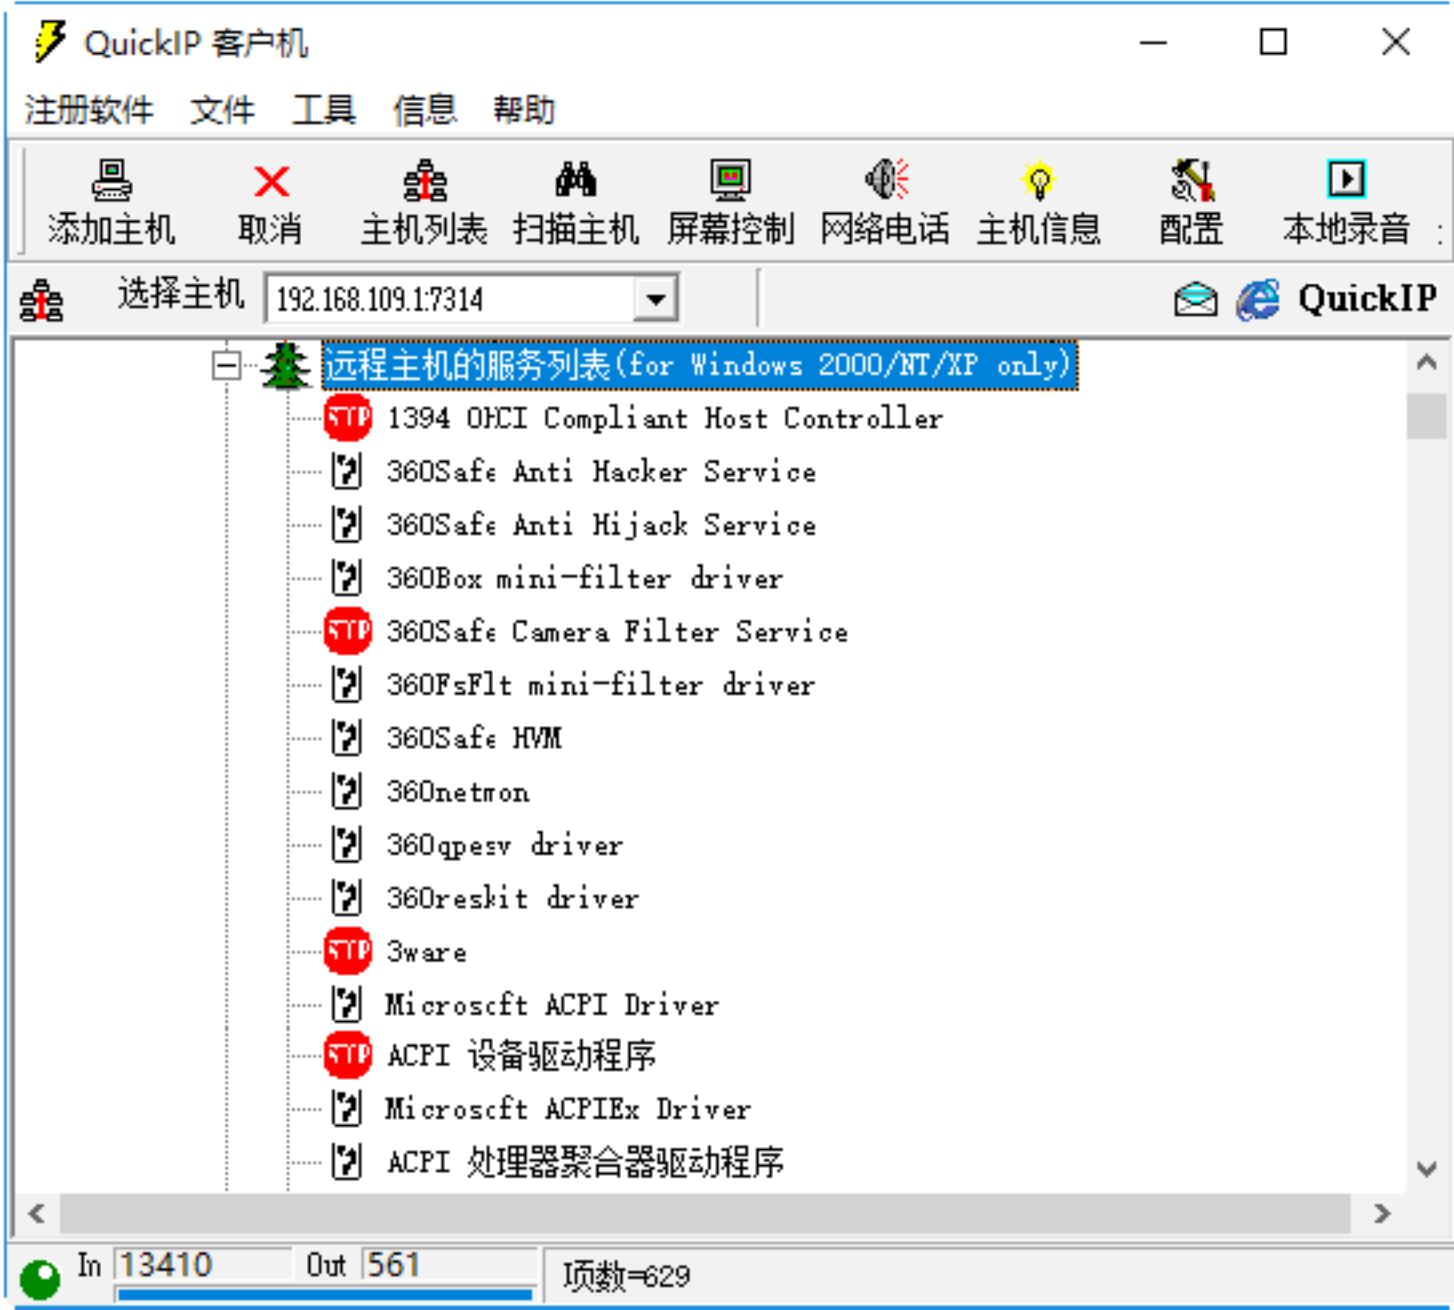 QuickIP 客户机
注册软件 文件 工具 信息 帮助
添加主机 取消 主机列表 扫描主机 屏幕控制 网络电话 主机信息 配置 本地录音
选择主机 192.168.109.1:7314 QuickIP
远程主机的服务列表(for Windows 2000/NT/XP only)
STOP 1394 OHCI Compliant Host Controller
360Safe Anti Hacker Service
360Safe Anti Hijack Service
360Box mini-filter driver
STOP 360Safe Camera Filter Service
360FsFlt mini-filter driver
360Safe HVM
360netmon
360qpesv driver
360reskit driver
STOP 3ware
Microsoft ACPI Driver
STOP ACPI 设备驱动程序
Microsoft ACPIEx Driver
ACPI 处理器聚合器驱动程序
In 13410 Out 561 项数=629